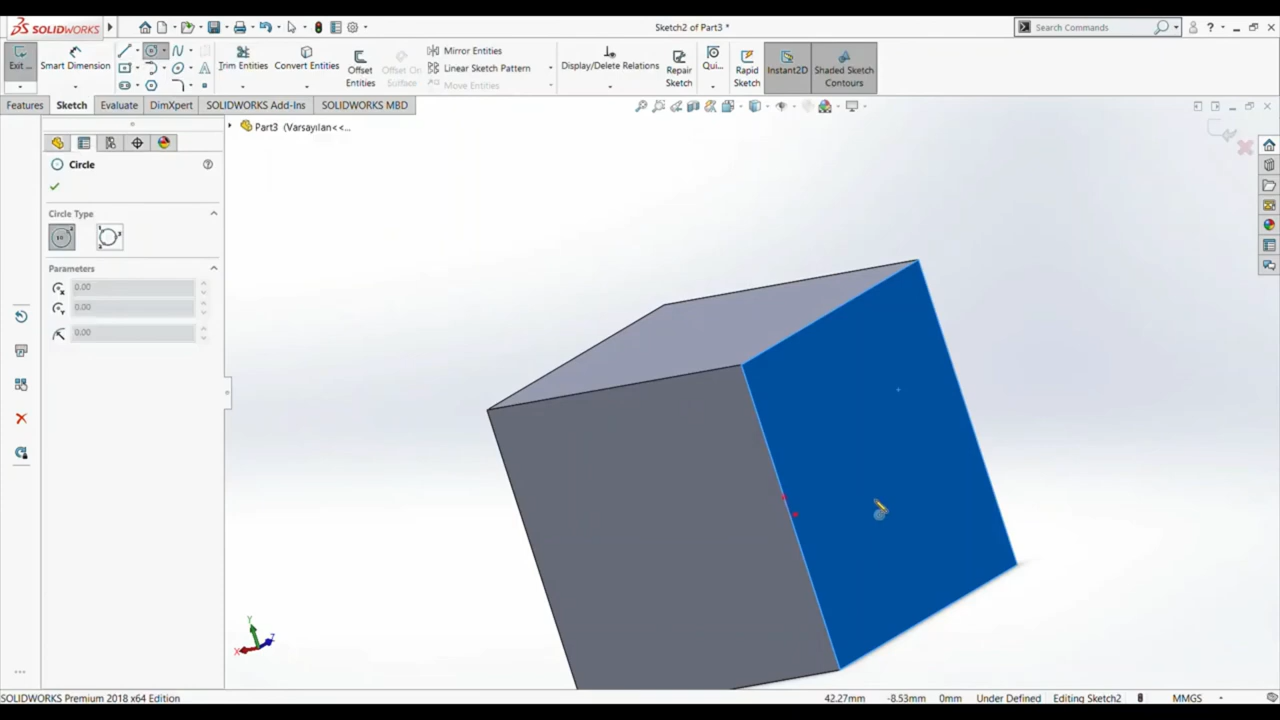 SOLIDWORKS
Sketch2 of Part3 *
Search Commands
?
Exit ...
Smart Dimension
Trim Entities
Convert Entities
Offset Entities
Offset On Surface
Mirror Entities
Linear Sketch Pattern
Move Entities
Display/Delete Relations
Repair Sketch
Qui...
Rapid Sketch
Instant2D
Shaded Sketch Contours
Features
Sketch
Evaluate
DimXpert
SOLIDWORKS Add-Ins
SOLIDWORKS MBD
Part3 (Varsayılan<<...
Circle
?
Circle Type
Parameters
0.00
0.00
0.00
Y
Z
X
SOLIDWORKS Premium 2018 x64 Edition
42.27mm
-8.53mm
0mm
Under Defined
Editing Sketch2
MMGS